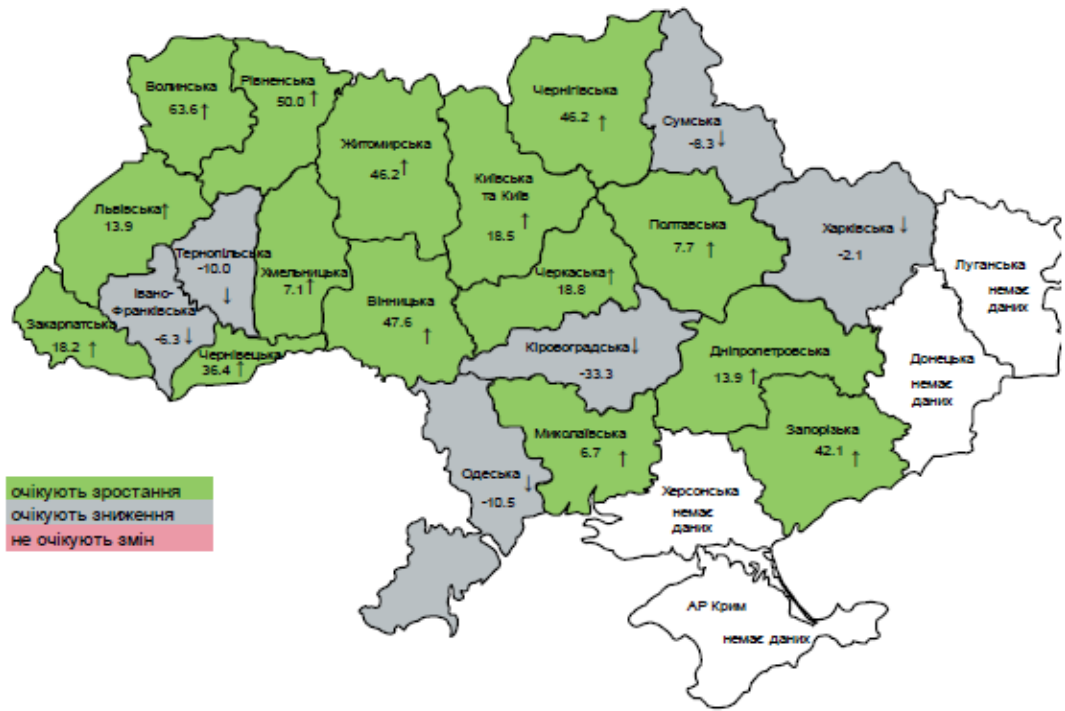 Волинська
63.6 ↑
Рівненська
50.0 ↑
Житомирська
46.2 ↑
Київська
та Київ
18.5 ↑
Чернігівська
46.2 ↑
Сумська
-8.3 ↓
Львівська ↑
13.9
Тернопільська
-10.0
↓
Хмельницька
7.1 ↑
Вінницька
47.6 ↑
Черкаська ↑
18.8
Полтавська
7.7 ↑
Харківська ↓
-2.1
Луганська
немає
даних
Закарпатська
18.2 ↑
Івано-
Франківська
-6.3 ↓
Чернівецька
36.4 ↑
Кіровоградська ↓
-33.3
Дніпропетровська
13.9 ↑
Донецька
немає
даних
Одеська ↓
-10.5
Миколаївська
6.7 ↑
Запорізька
42.1 ↑
Херсонська
немає
даних
АР Крим
немає даних
очікують зростання
очікують зниження
не очікують змін